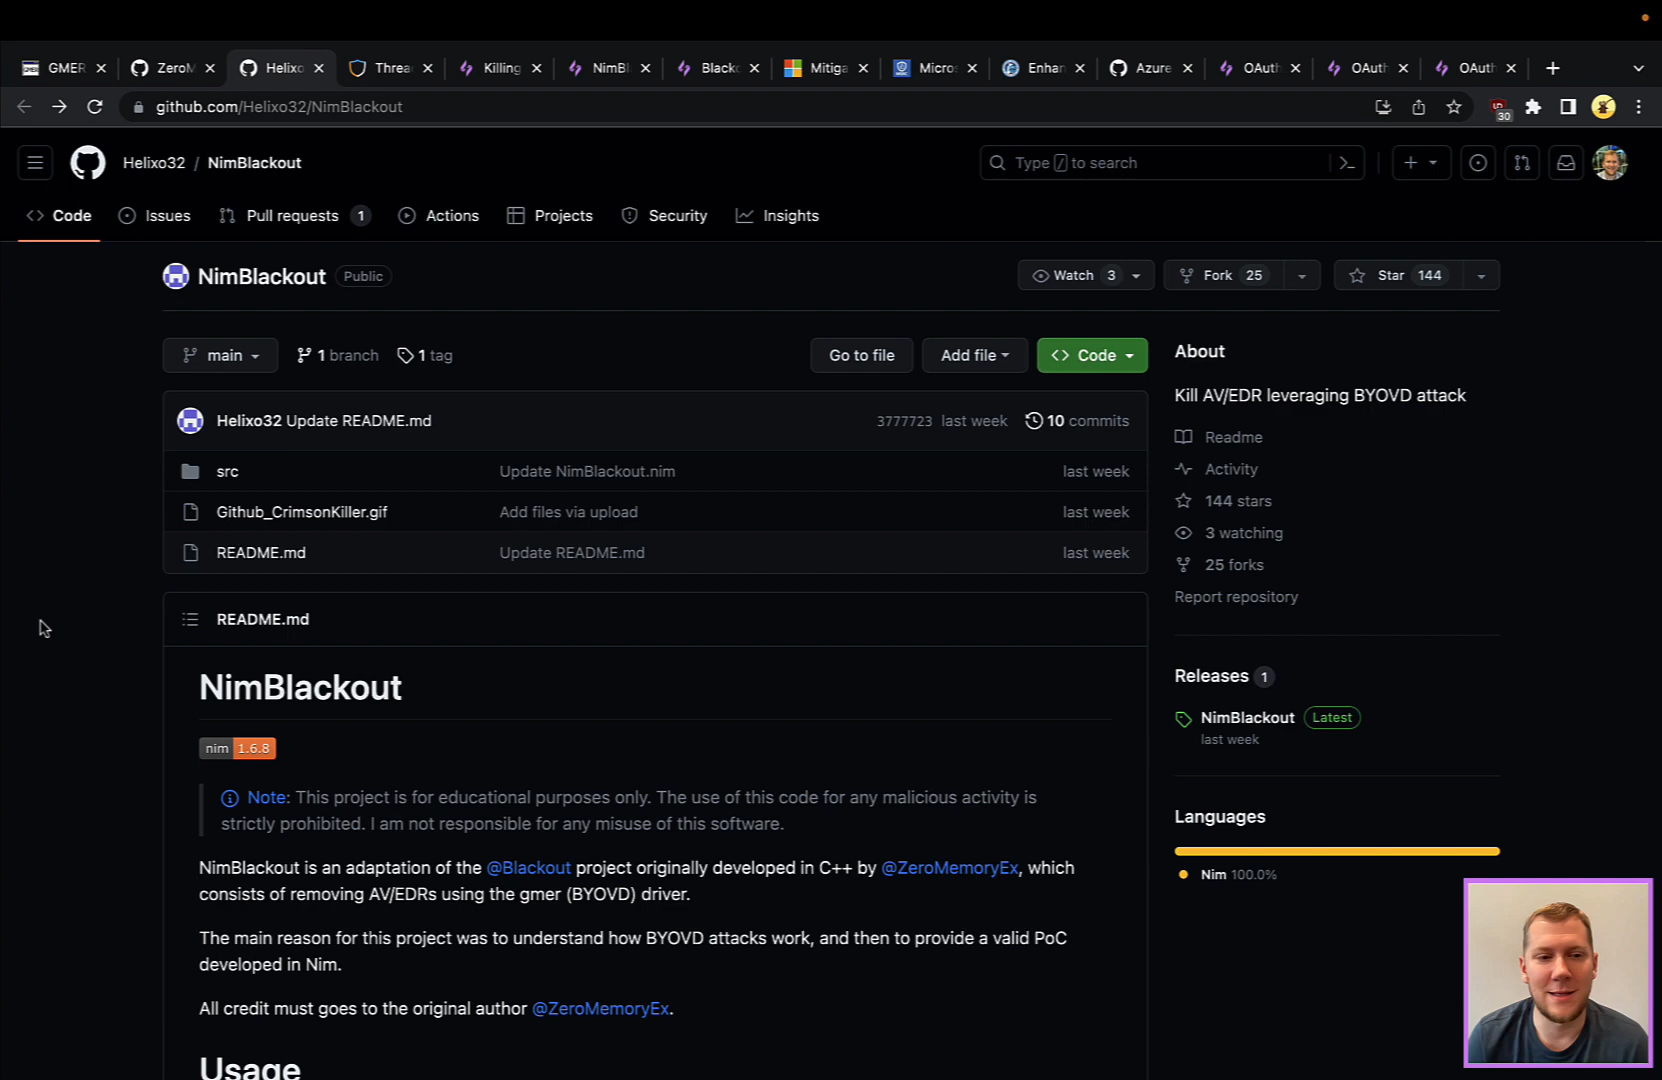 GMER
ZeroM
Helixo
Threa
Killing
NimBl
Blackc
Mitiga
Micros
Enhan
Azure
OAuth
OAuth
OAuth
github.com/Helixo32/NimBlackout
30
Helixo32 / NimBlackout
Type / to search
Code
Issues
Pull requests 1
Actions
Projects
Security
Insights
NimBlackout Public
Watch 3
Fork 25
Star 144
main
1 branch
1 tag
Go to file
Add file
Code
Helixo32 Update README.md 3777723 last week 10 commits
src Update NimBlackout.nim last week
Github_CrimsonKiller.gif Add files via upload last week
README.md Update README.md last week
README.md
NimBlackout
nim 1.6.8
Note: This project is for educational purposes only. The use of this code for any malicious activity is
strictly prohibited. I am not responsible for any misuse of this software.
NimBlackout is an adaptation of the @Blackout project originally developed in C++ by @ZeroMemoryEx, which
consists of removing AV/EDRs using the gmer (BYOVD) driver.
The main reason for this project was to understand how BYOVD attacks work, and then to provide a valid PoC
developed in Nim.
All credit must goes to the original author @ZeroMemoryEx.
Usage
About
Kill AV/EDR leveraging BYOVD attack
Readme
Activity
144 stars
3 watching
25 forks
Report repository
Releases 1
NimBlackout Latest
last week
Languages
Nim 100.0%